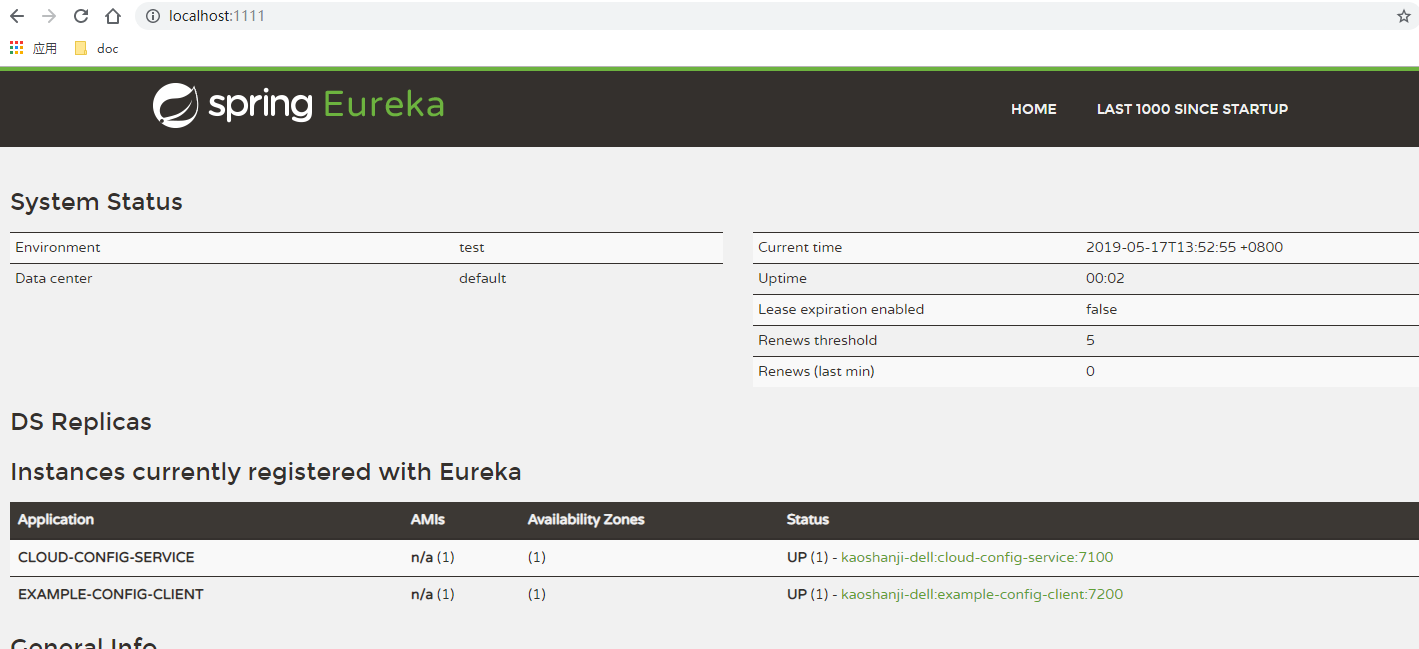 localhost:1111
应用 doc
spring Eureka
HOME LAST 1000 SINCE STARTUP
System Status
Environment test
Data center default
Current time 2019-05-17T13:52:55 +0800
Uptime 00:02
Lease expiration enabled false
Renews threshold 5
Renews (last min) 0
DS Replicas
Instances currently registered with Eureka
Application AMIs Availability Zones Status
CLOUD-CONFIG-SERVICE n/a (1) (1) UP (1) - kaoshanji-dell:cloud-config-service:7100
EXAMPLE-CONFIG-CLIENT n/a (1) (1) UP (1) - kaoshanji-dell:example-config-client:7200
General Info